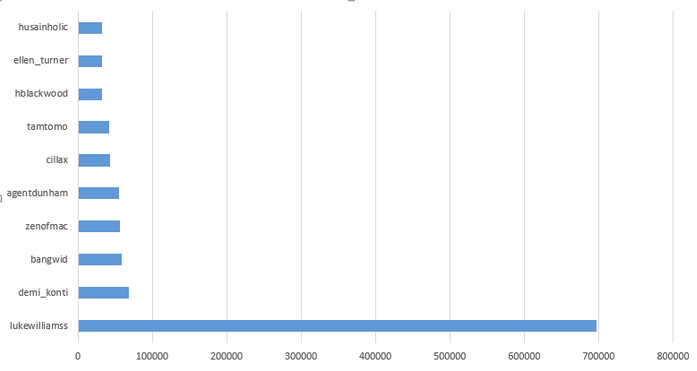 husainholic
ellen_turner
hblackwood
tamtomo
cillax
agentdunham
zenofmac
bangwid
demi_konti
lukewilliamss
0 100000 200000 300000 400000 500000 600000 700000 800000